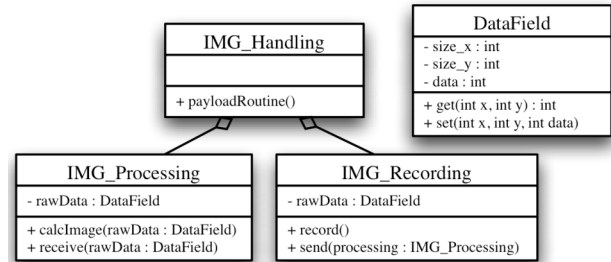 IMG_Handling
+ payloadRoutine()
DataField
- size_x : int
- size_y : int
- data : int
+ get(int x, int y) : int
+ set(int x, int y, int data)
IMG_Processing
- rawData : DataField
+ calcImage(rawData : DataField)
+ receive(rawData : DataField)
IMG_Recording
- rawData : DataField
+ record()
+ send(processing : IMG_Processing)